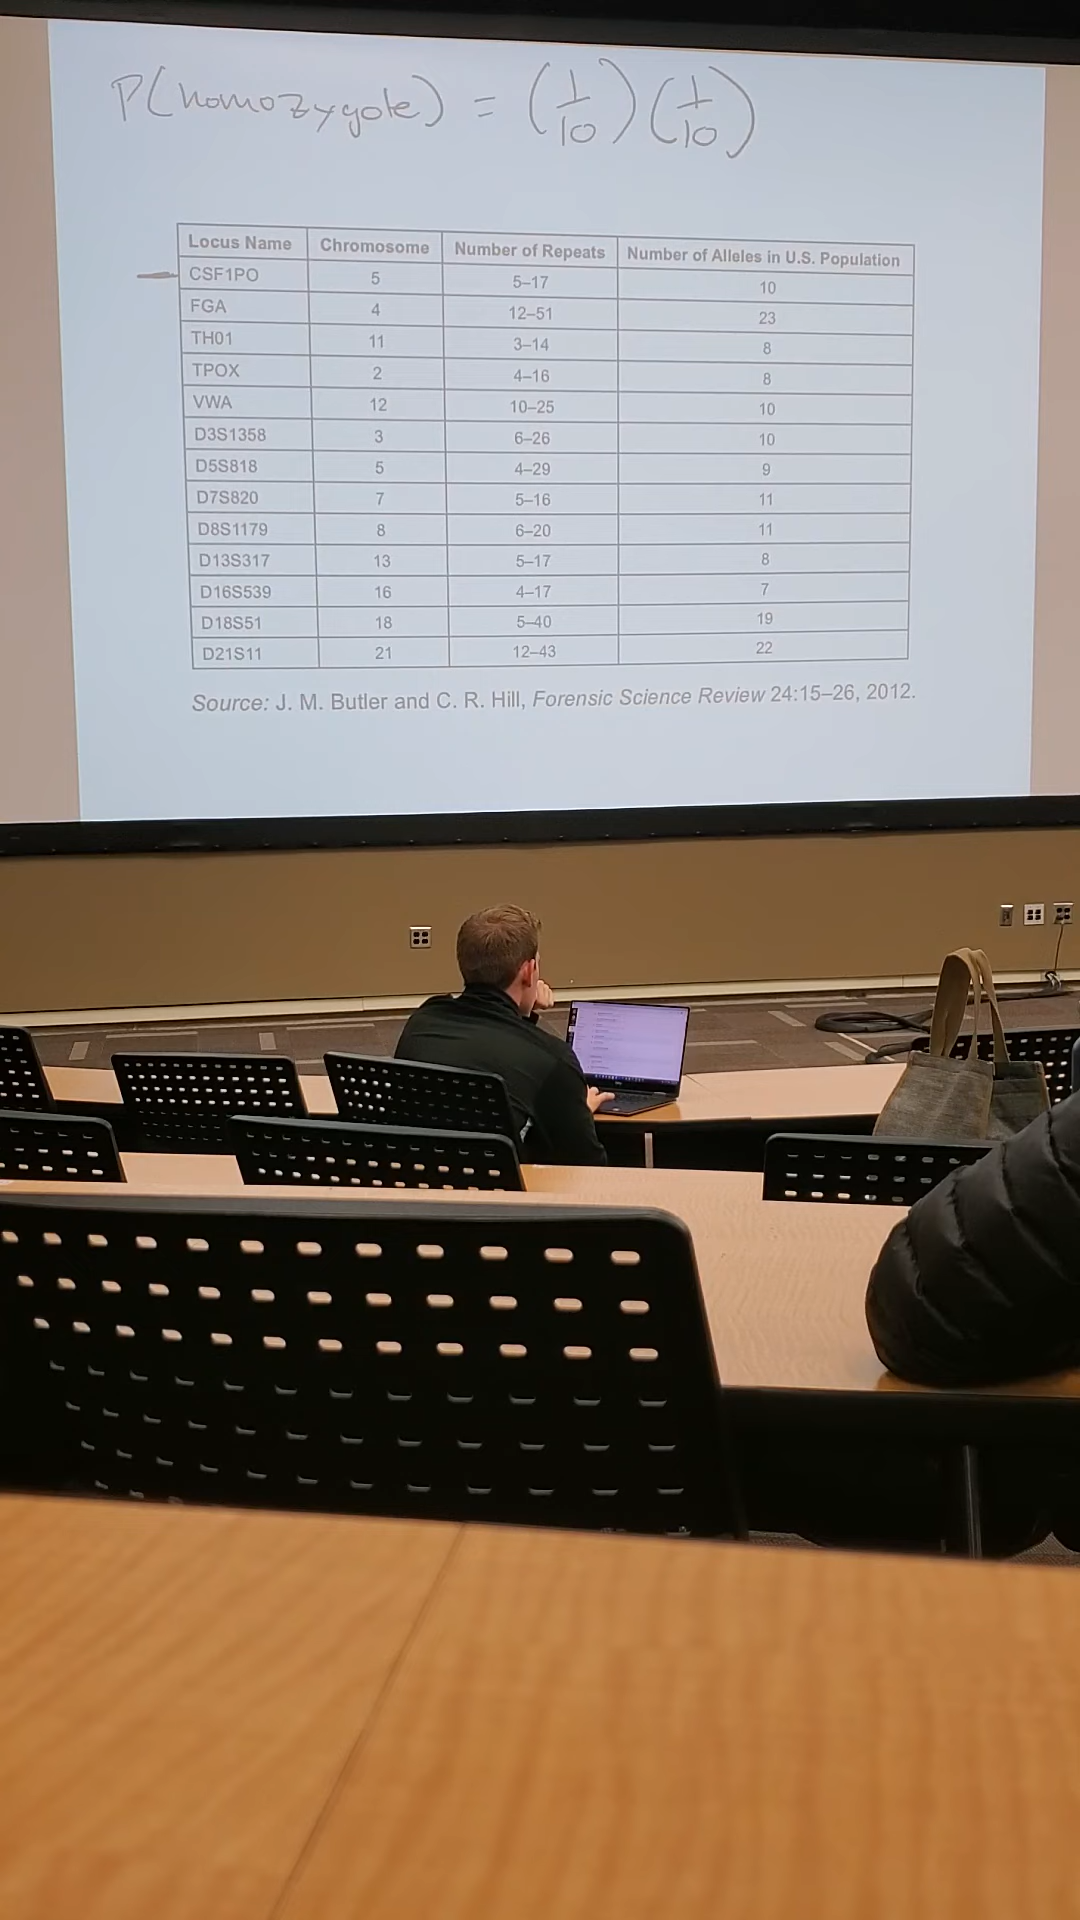 P(homozygote) = (1/10)(1/10)
Locus Name Chromosome Number of Repeats Number of Alleles in U.S. Population
CSF1PO 5 5–17 10
FGA 4 12–51 23
TH01 11 3–14 8
TPOX 2 4–16 8
VWA 12 10–25 10
D3S1358 3 6–26 10
D5S818 5 4–29 9
D7S820 7 5–16 11
D8S1179 8 6–20 11
D13S317 13 5–17 8
D16S539 16 4–17 7
D18S51 18 5–40 19
D21S11 21 12–43 22
Source: J. M. Butler and C. R. Hill, Forensic Science Review 24:15–26, 2012.